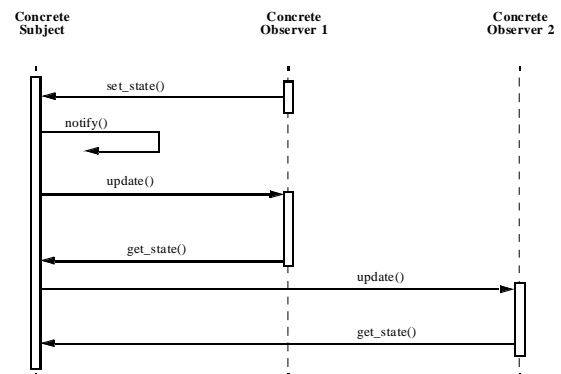 Concrete
Subject
Concrete
Observer 1
Concrete
Observer 2
set_state()
notify()
update()
get_state()
update()
get_state()